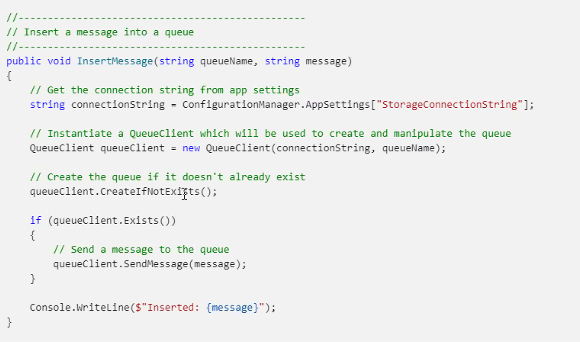 //-------------------------------------------------
// Insert a message into a queue
//-------------------------------------------------
public void InsertMessage(string queueName, string message)
{
    // Get the connection string from app settings
    string connectionString = ConfigurationManager.AppSettings["StorageConnectionString"];

    // Instantiate a QueueClient which will be used to create and manipulate the queue
    QueueClient queueClient = new QueueClient(connectionString, queueName);

    // Create the queue if it doesn't already exist
    queueClient.CreateIfNotExists();

    if (queueClient.Exists())
    {
        // Send a message to the queue
        queueClient.SendMessage(message);
    }

    Console.WriteLine($"Inserted: {message}");
}